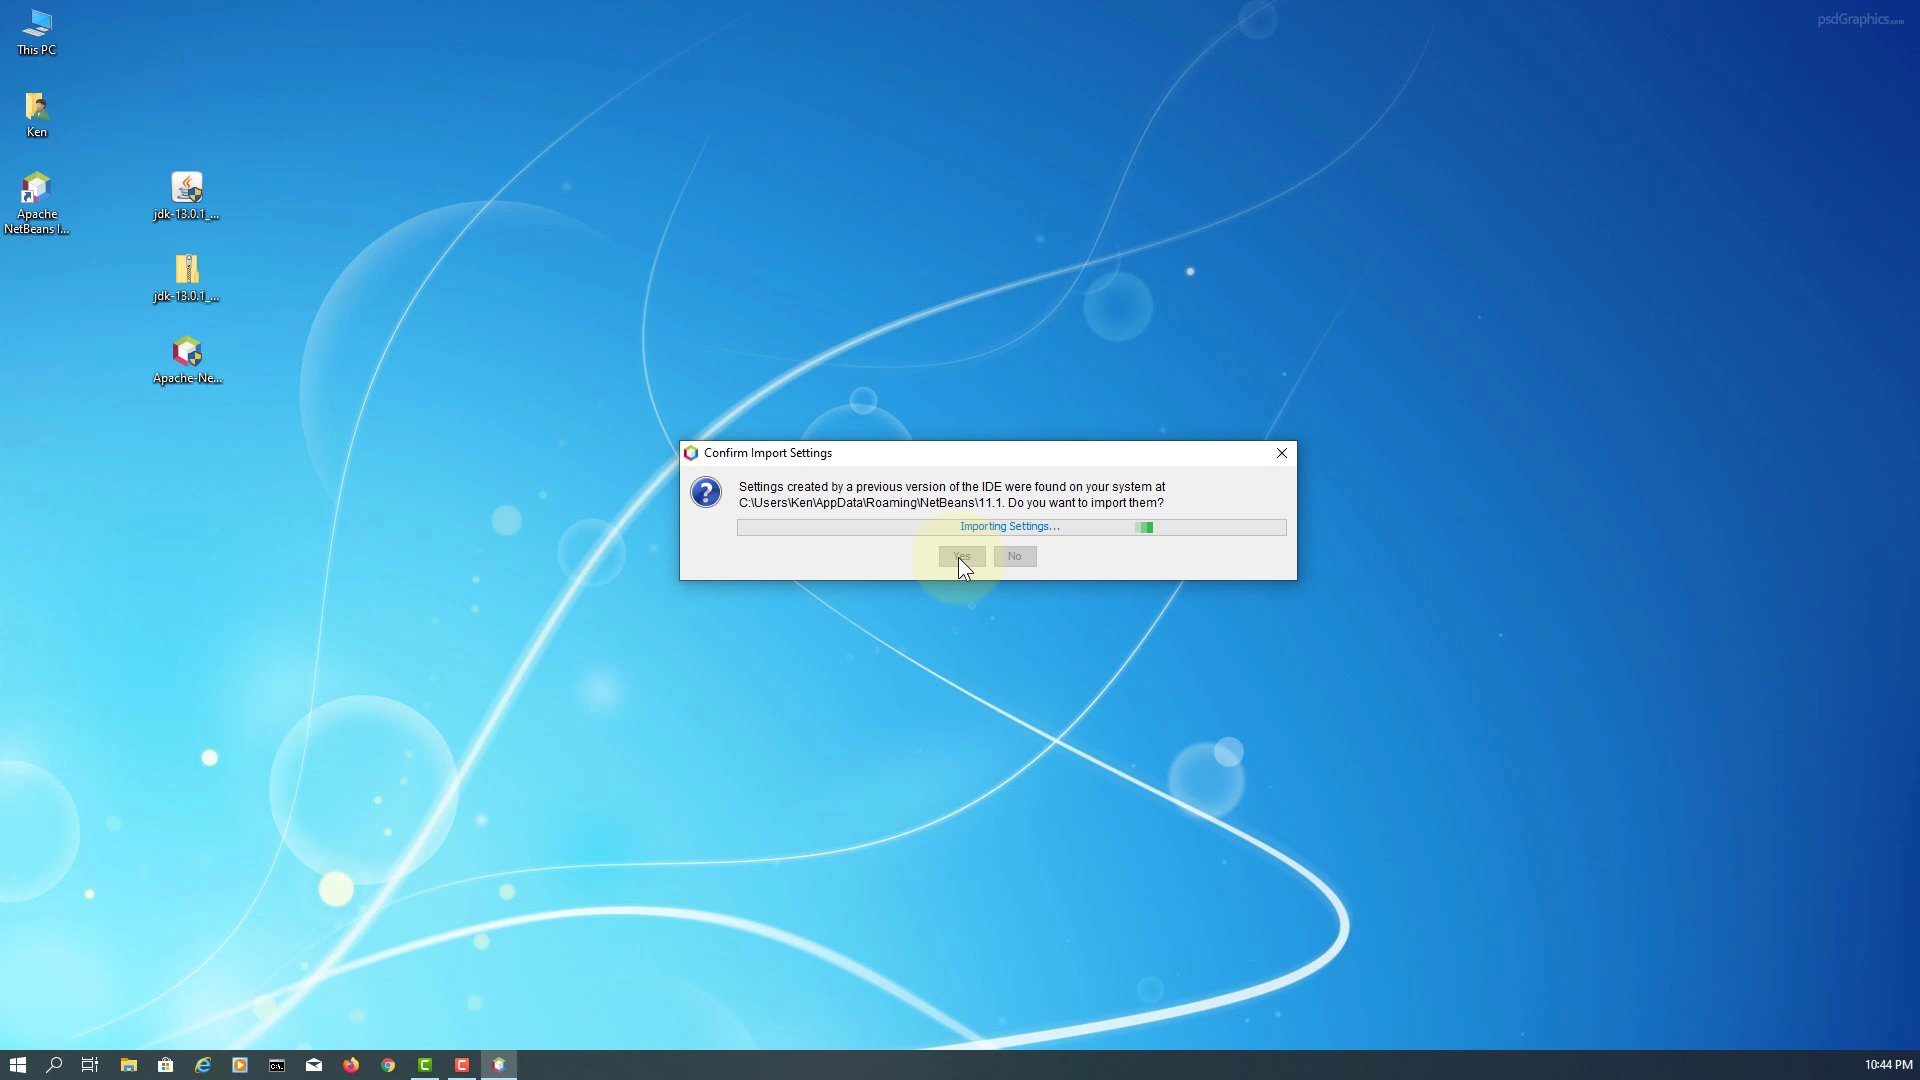 psdGraphics.com
This PC
Ken
Apache
NetBeans I...
jdk-13.0.1_...
jdk-13.0.1_...
Apache-Ne...
Confirm Import Settings
Settings created by a previous version of the IDE were found on your system at
C:\Users\Ken\AppData\Roaming\NetBeans\11.1. Do you want to import them?
Importing Settings...
Yes No
10:44 PM